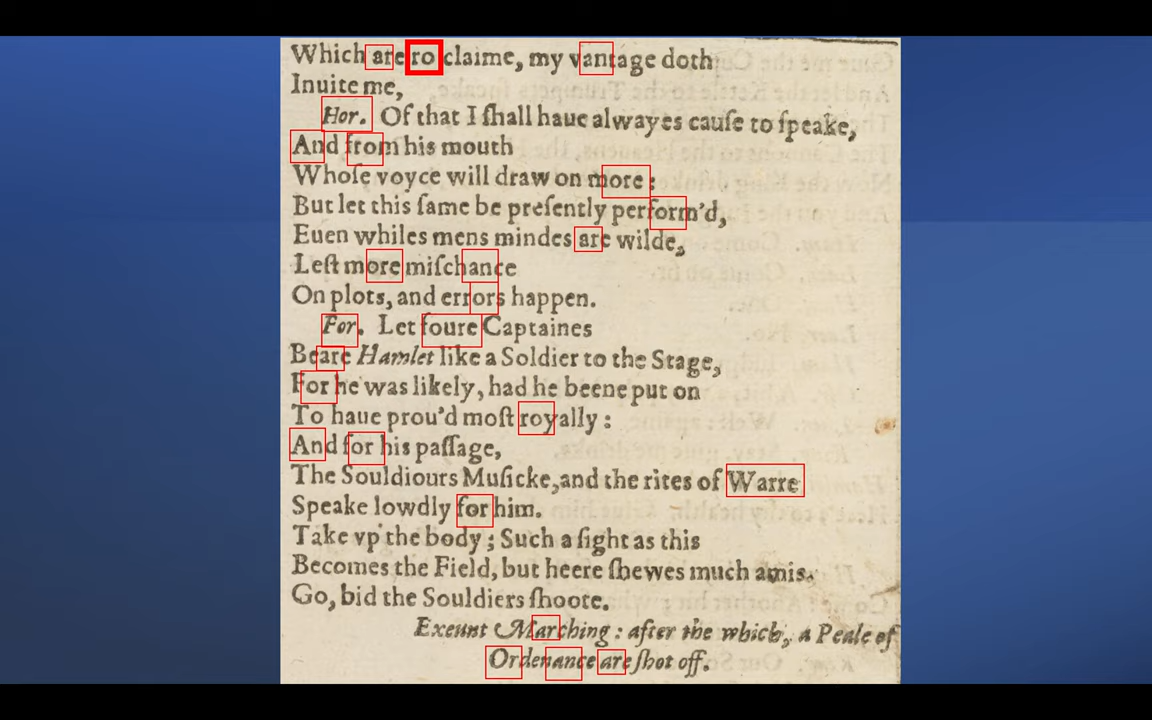 Which are ro claime, my vantage doth
Inuite me,
Hor. Of that I ſhall haue alwayes cauſe to ſpeake,
And from his mouth
Whoſe voyce will draw on more:
But let this ſame be preſently perform'd,
Euen whiles mens mindes are wilde,
Leſt more miſchance
On plots, and errors happen.
For. Let foure Captaines
Beare Hamlet like a Soldier to the Stage,
For he was likely, had he beene put on
To haue prou'd moſt royally:
And for his paſſage,
The Souldiours Muſicke, and the rites of Warre
Speake lowdly for him.
Take vp the body; Such a ſight as this
Becomes the Field, but heere ſhewes much amis.
Go, bid the Souldiers ſhoote.
Exeunt Marching: after the which, a Peale of
Ordenance are ſhot off.